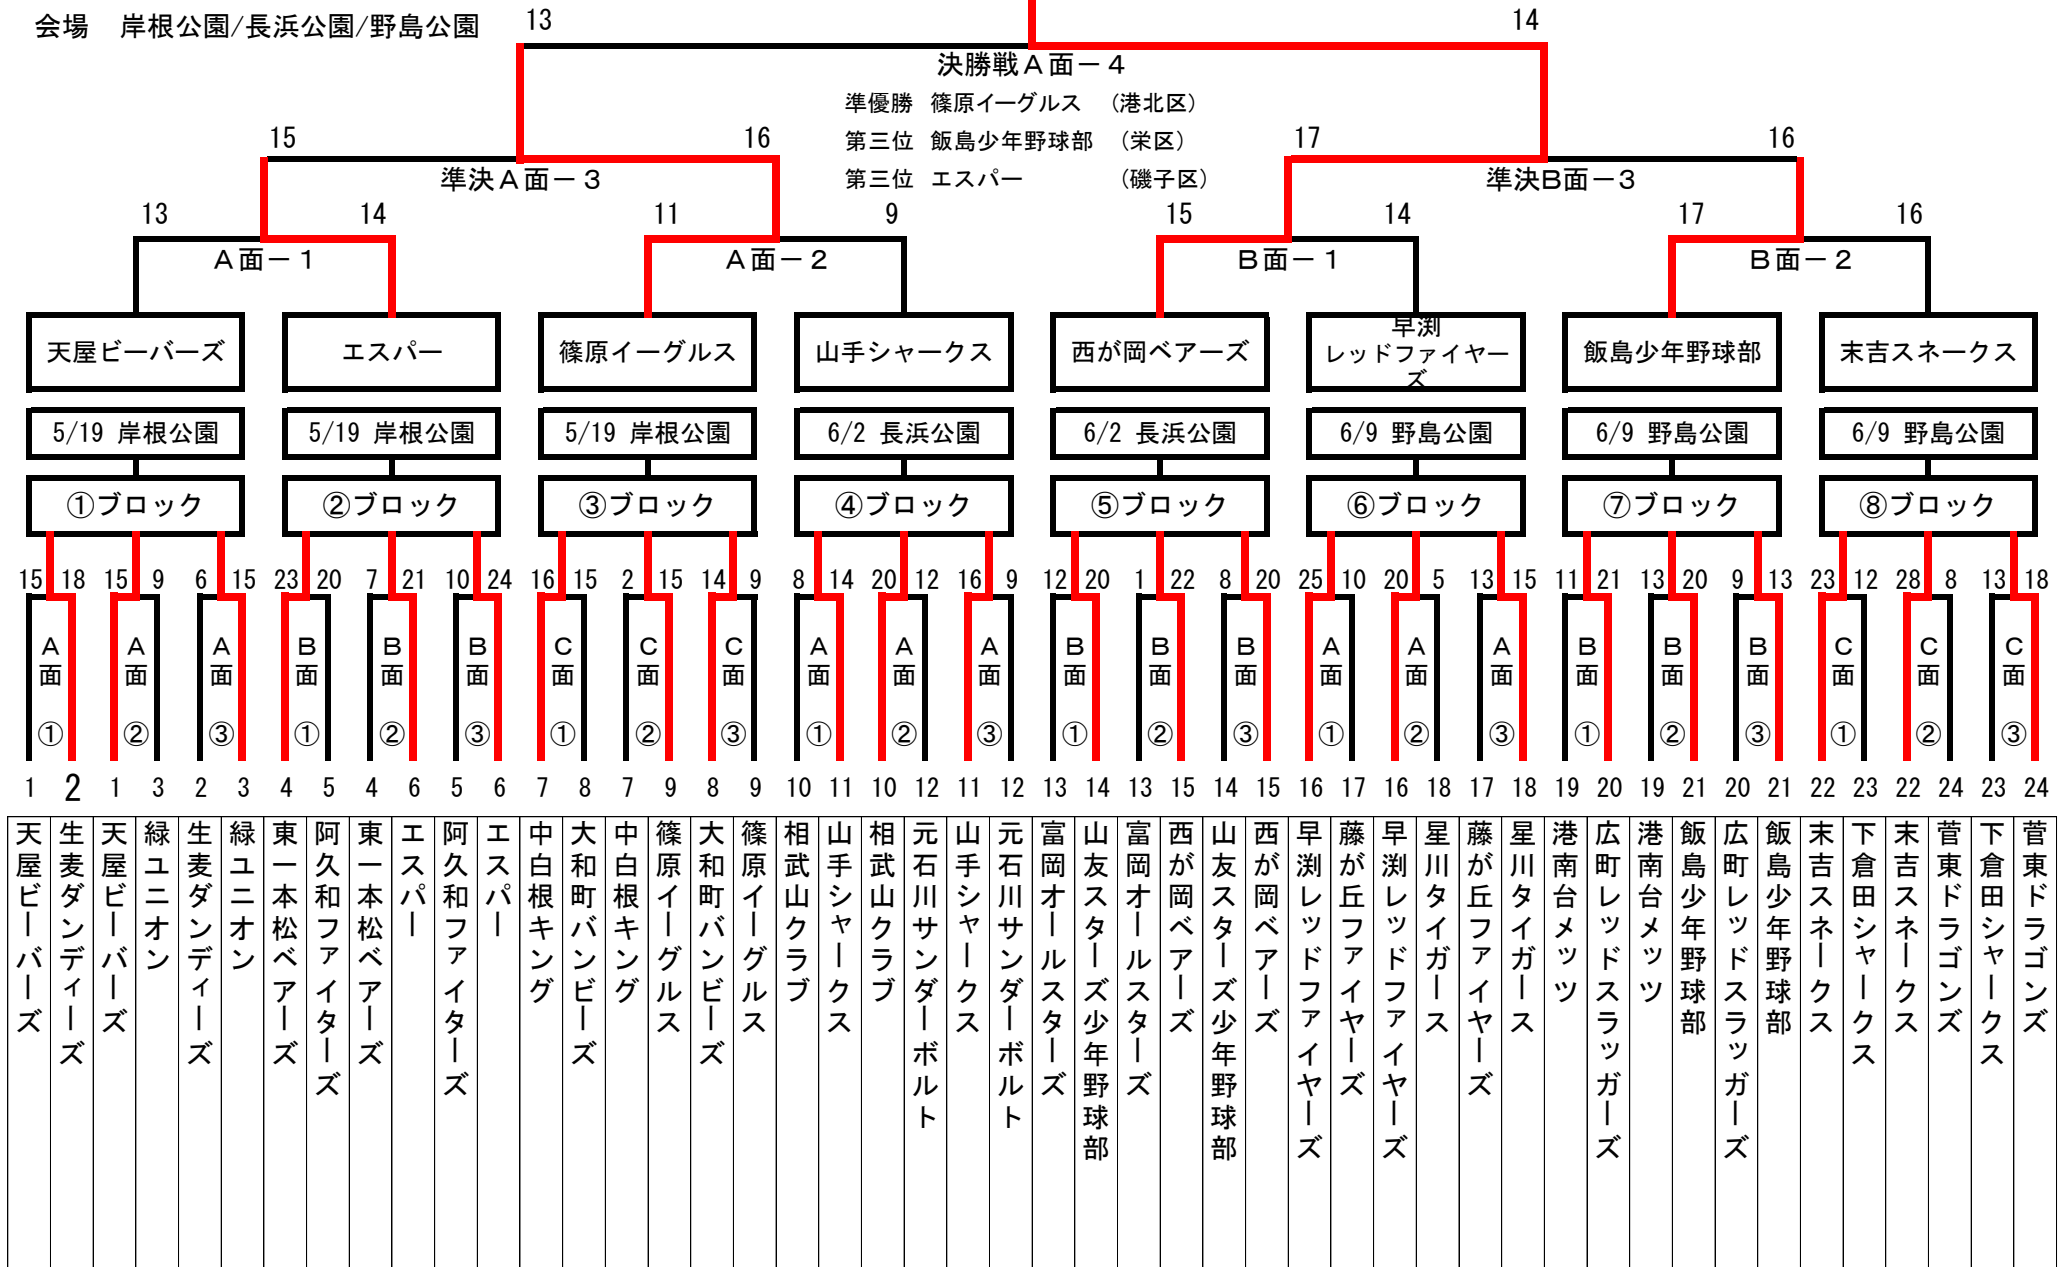 会場 岸根公園/長浜公園/野島公園
13 14
決勝戦A面－4
準優勝 篠原イーグルス (港北区)
第三位 飯島少年野球部 (栄区)
第三位 エスパー (磯子区)
15 16 17 16
準決A面－3 準決B面－3
13 14 11 9 15 14 17 16
A面－1 A面－2 B面－1 B面－2
天屋ビーバーズ
エスパー
篠原イーグルス
山手シャークス
西が岡ベアーズ
早渕
レッドファイヤー
ズ
飯島少年野球部
末吉スネークス
5/19 岸根公園 5/19 岸根公園 5/19 岸根公園 6/2 長浜公園 6/2 長浜公園 6/9 野島公園 6/9 野島公園 6/9 野島公園
①ブロック ②ブロック ③ブロック ④ブロック ⑤ブロック ⑥ブロック ⑦ブロック ⑧ブロック
15 18 15 9 6 15 23 20 7 21 10 24 16 15 2 15 14 9 8 14 20 12 16 9 12 20 1 22 8 20 25 10 20 5 13 15 11 21 13 20 9 13 23 12 28 8 13 18
A面 A面 A面 B面 B面 B面 C面 C面 C面 A面 A面 A面 B面 B面 B面 A面 A面 A面 B面 B面 B面 C面 C面 C面
① ② ③ ① ② ③ ① ② ③ ① ② ③ ① ② ③ ① ② ③ ① ② ③ ① ② ③
1 2 1 3 2 3 4 5 4 6 5 6 7 8 7 9 8 9 10 11 10 12 11 12 13 14 13 15 14 15 16 17 16 18 17 18 19 20 19 21 20 21 22 23 22 24 23 24
天屋ビーバーズ
生麦ダンディーズ
天屋ビーバーズ
緑ユニオン
生麦ダンディーズ
緑ユニオン
東一本松ベアーズ
阿久和ファイターズ
東一本松ベアーズ
エスパー
阿久和ファイターズ
エスパー
中白根キング
大和町バンビーズ
中白根キング
篠原イーグルス
大和町バンビーズ
篠原イーグルス
相武山クラブ
山手シャークス
相武山クラブ
元石川サンダーボルト
山手シャークス
元石川サンダーボルト
富岡オールスターズ
山友スターズ少年野球部
富岡オールスターズ
西が岡ベアーズ
山友スターズ少年野球部
西が岡ベアーズ
早渕レッドファイヤーズ
藤が丘ファイヤーズ
早渕レッドファイヤーズ
星川タイガース
藤が丘ファイヤーズ
星川タイガース
港南台メッツ
広町レッドスラッガーズ
港南台メッツ
飯島少年野球部
広町レッドスラッガーズ
飯島少年野球部
末吉スネークス
下倉田シャークス
末吉スネークス
菅東ドラゴンズ
下倉田シャークス
菅東ドラゴンズ